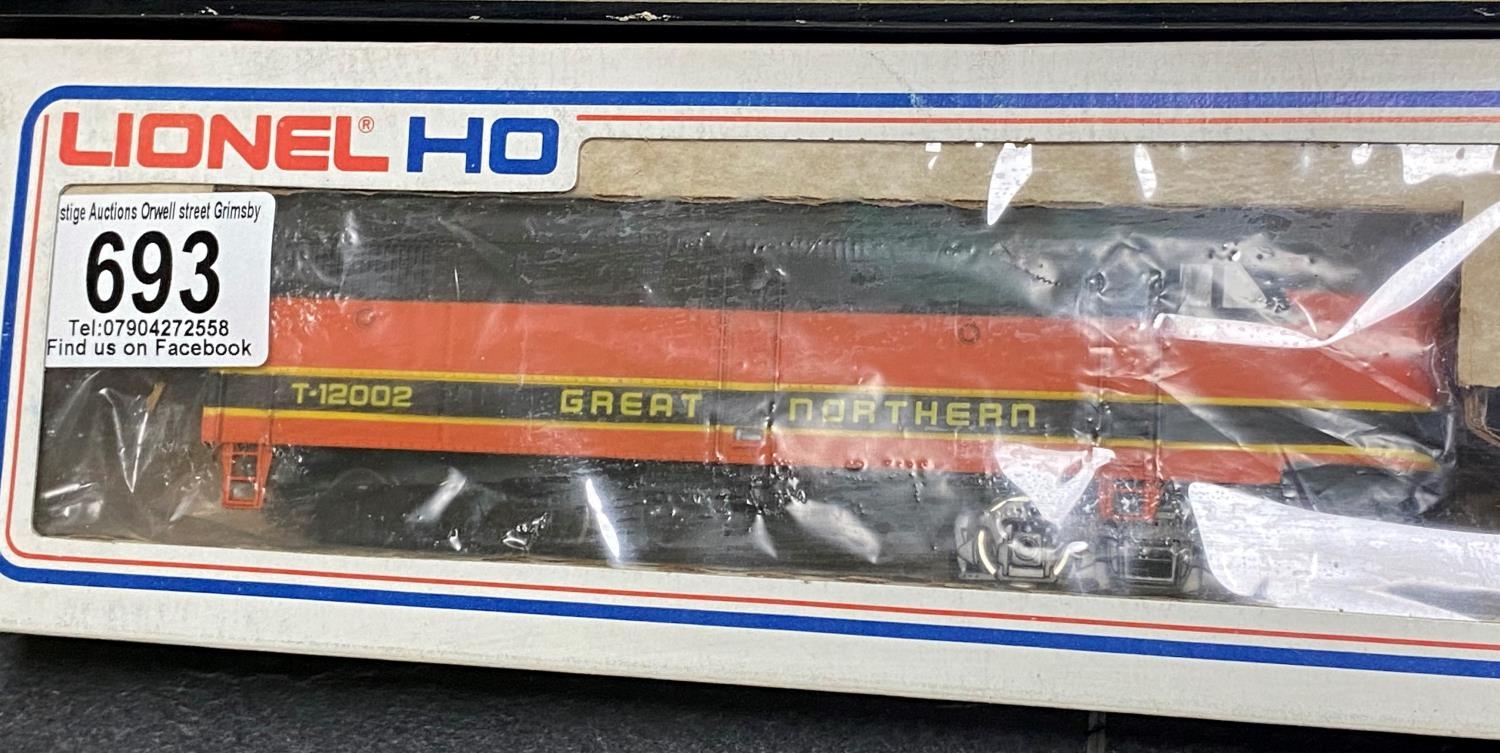 LIONEL® HO
stige Auctions Orwell street Grimsby
693
Tel:07904272558
Find us on Facebook
T-12002 GREAT NORTHERN